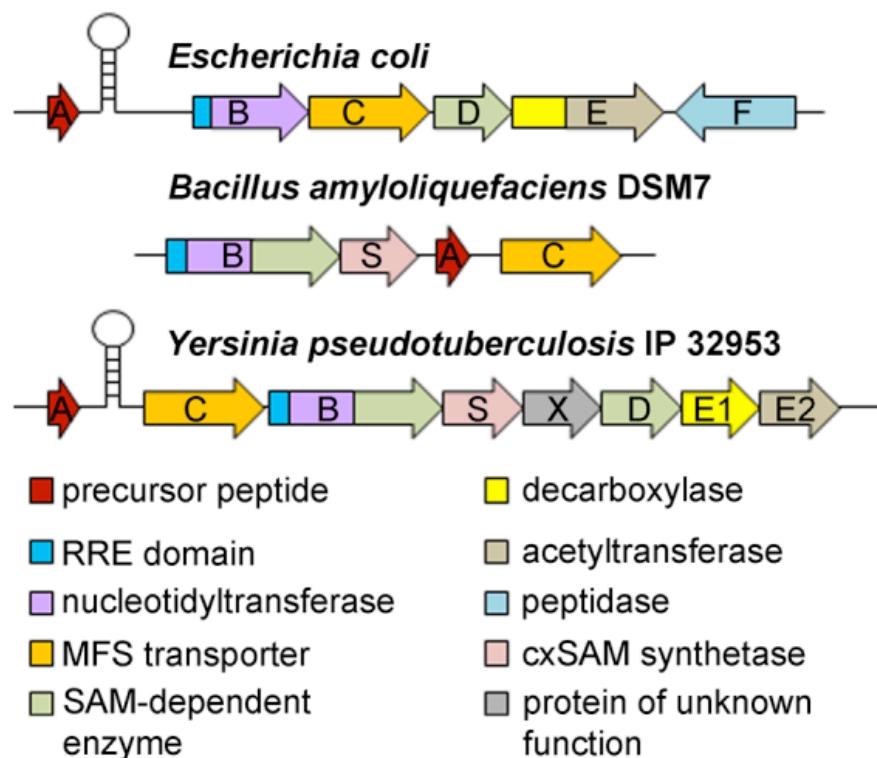 Escherichia coli
A B C D E F
Bacillus amyloliquefaciens DSM7
B S A C
Yersinia pseudotuberculosis IP 32953
A C B S X D E1 E2
precursor peptide
decarboxylase
RRE domain
acetyltransferase
nucleotidyltransferase
peptidase
MFS transporter
cxSAM synthetase
SAM-dependent
enzyme
protein of unknown
function